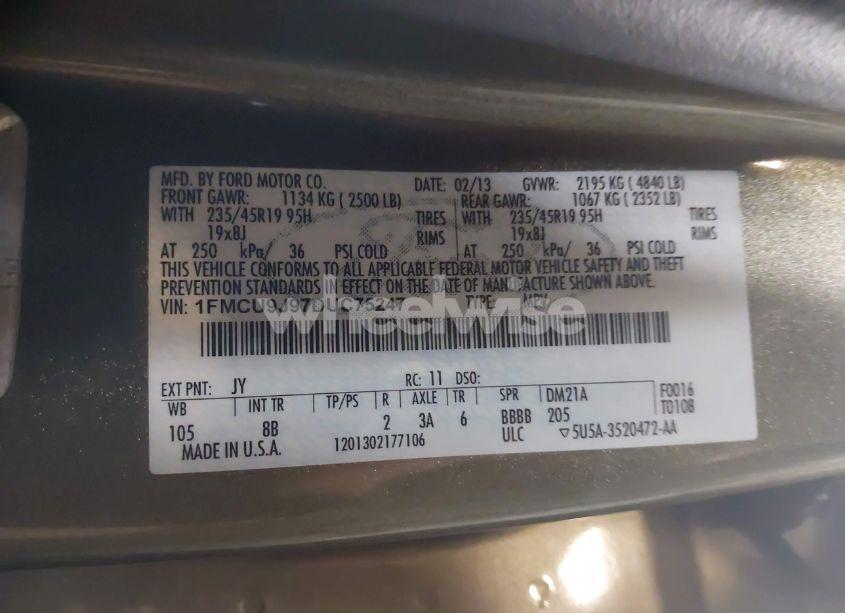 MFD. BY FORD MOTOR CO. DATE: 02/13 GVWR: 2195 KG ( 4840 LB)
FRONT GAWR: 1134 KG ( 2500 LB) REAR GAWR: 1067 KG ( 2352 LB)
WITH 235/45R19 95H TIRES WITH 235/45R19 95H TIRES
19x8J RIMS 19x8J RIMS
AT 250 kPa/ 36 PSI COLD AT 250 kPa/ 36 PSI COLD
THIS VEHICLE CONFORMS TO ALL APPLICABLE FEDERAL MOTOR VEHICLE SAFETY AND THEFT
PREVENTION STANDARDS IN EFFECT ON THE DATE OF MANUFACTURE SHOWN ABOVE.
VIN: 1FMCU9J97DUC75247 TYPE: MPV
wheelwise
EXT PNT: JY RC: 11 DSO:
WB INT TR TP/PS R AXLE TR SPR DM21A F0016
105 8B 2 3A 6 BBBB 205 T0108
MADE IN U.S.A. 1201302177106 ULC ▽5U5A-3520472-AA